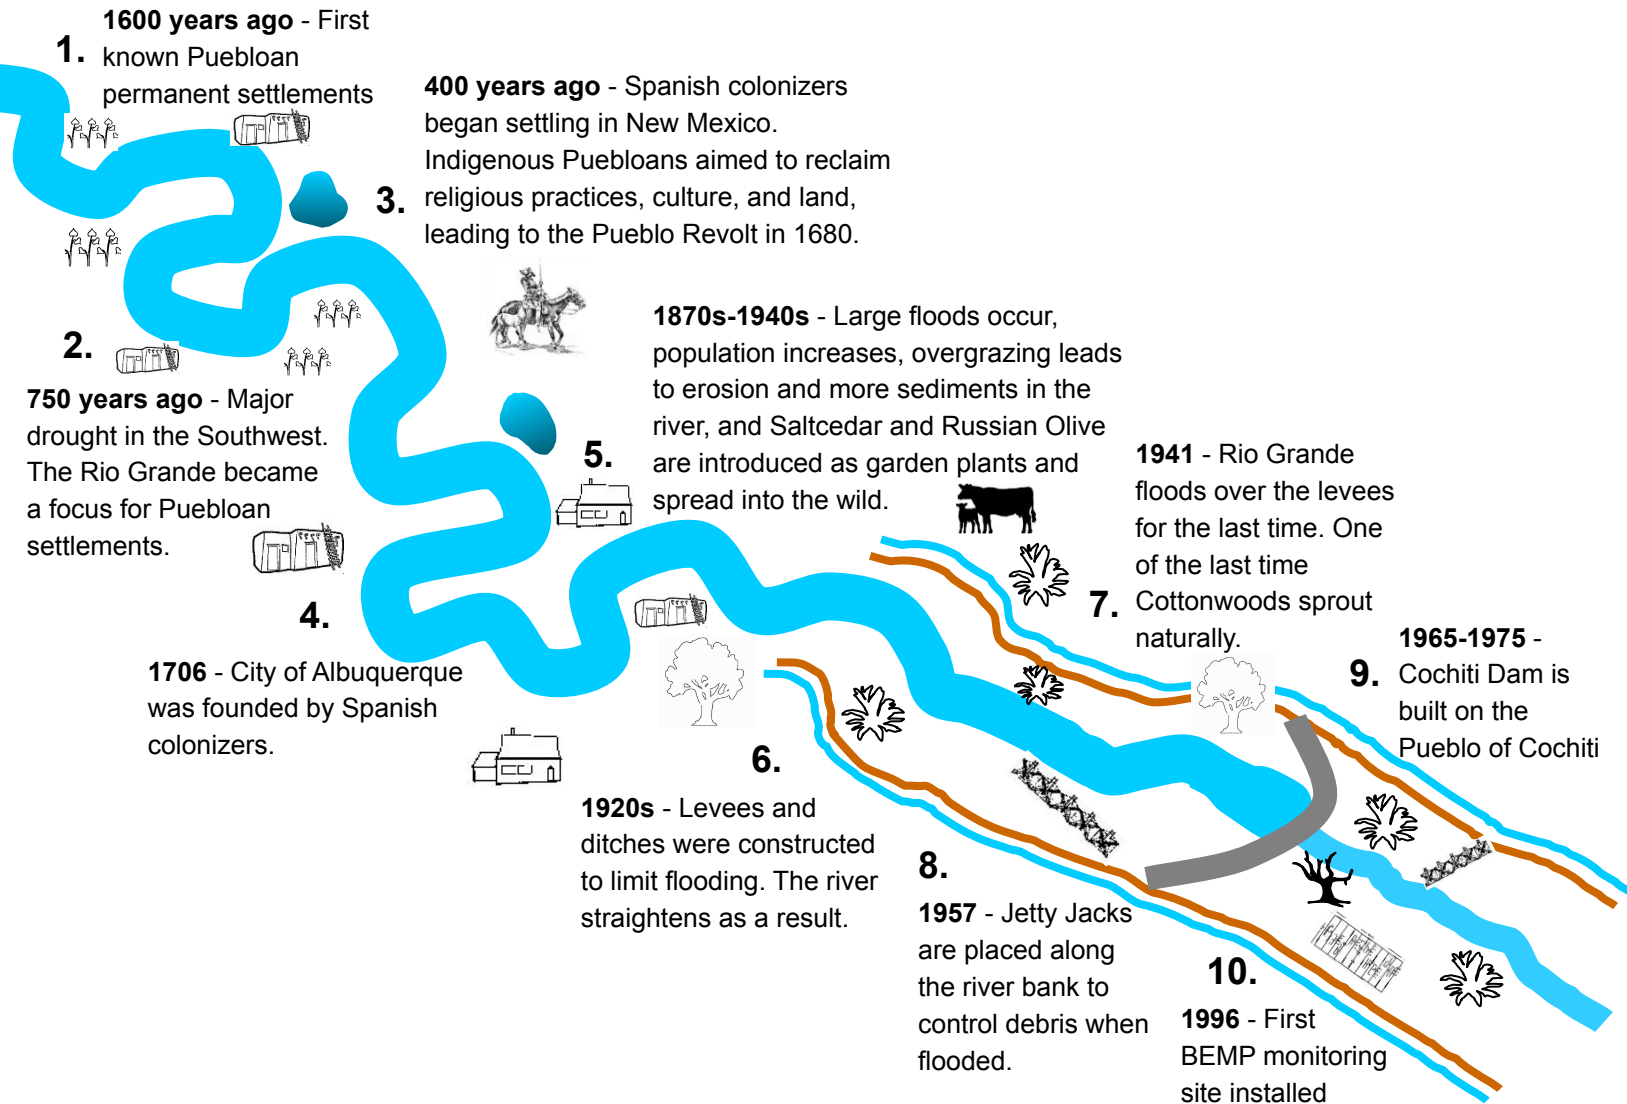 1.
1600 years ago - First
known Puebloan
permanent settlements
2.
750 years ago - Major
drought in the Southwest.
The Rio Grande became
a focus for Puebloan
settlements.
3.
400 years ago - Spanish colonizers
began settling in New Mexico.
Indigenous Puebloans aimed to reclaim
religious practices, culture, and land,
leading to the Pueblo Revolt in 1680.
4.
1706 - City of Albuquerque
was founded by Spanish
colonizers.
5.
1870s-1940s - Large floods occur,
population increases, overgrazing leads
to erosion and more sediments in the
river, and Saltcedar and Russian Olive
are introduced as garden plants and
spread into the wild.
6.
1920s - Levees and
ditches were constructed
to limit flooding. The river
straightens as a result.
7.
1941 - Rio Grande
floods over the levees
for the last time. One
of the last time
Cottonwoods sprout
naturally.
8.
1957 - Jetty Jacks
are placed along
the river bank to
control debris when
flooded.
9.
1965-1975 -
Cochiti Dam is
built on the
Pueblo of Cochiti
10.
1996 - First
BEMP monitoring
site installed